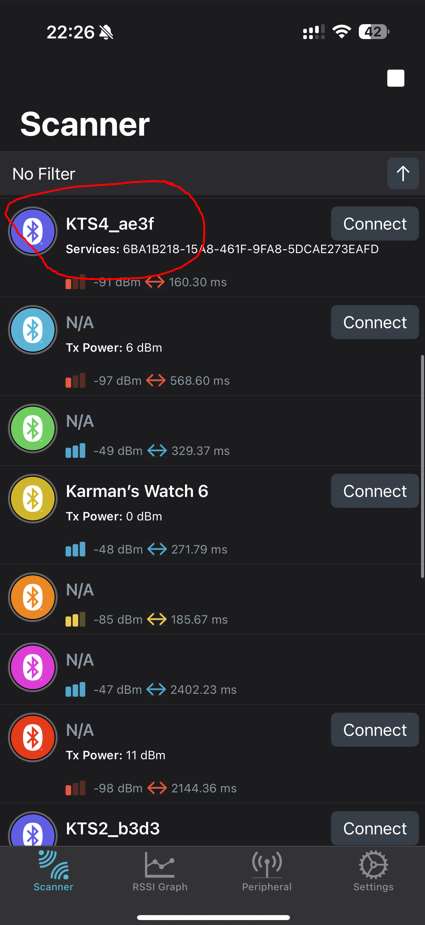 22:26
42
Scanner
No Filter
KTS4_ae3f
Connect
Services: 6BA1B218-15A8-461F-9FA8-5DCAE273EAFD
-91 dBm 160.30 ms
N/A
Connect
Tx Power: 6 dBm
-97 dBm 568.60 ms
N/A
-49 dBm 329.37 ms
Karman’s Watch 6
Connect
Tx Power: 0 dBm
-48 dBm 271.79 ms
N/A
-85 dBm 185.67 ms
N/A
-47 dBm 2402.23 ms
N/A
Connect
Tx Power: 11 dBm
-98 dBm 2144.36 ms
KTS2_b3d3
Connect
Scanner RSSI Graph Peripheral Settings